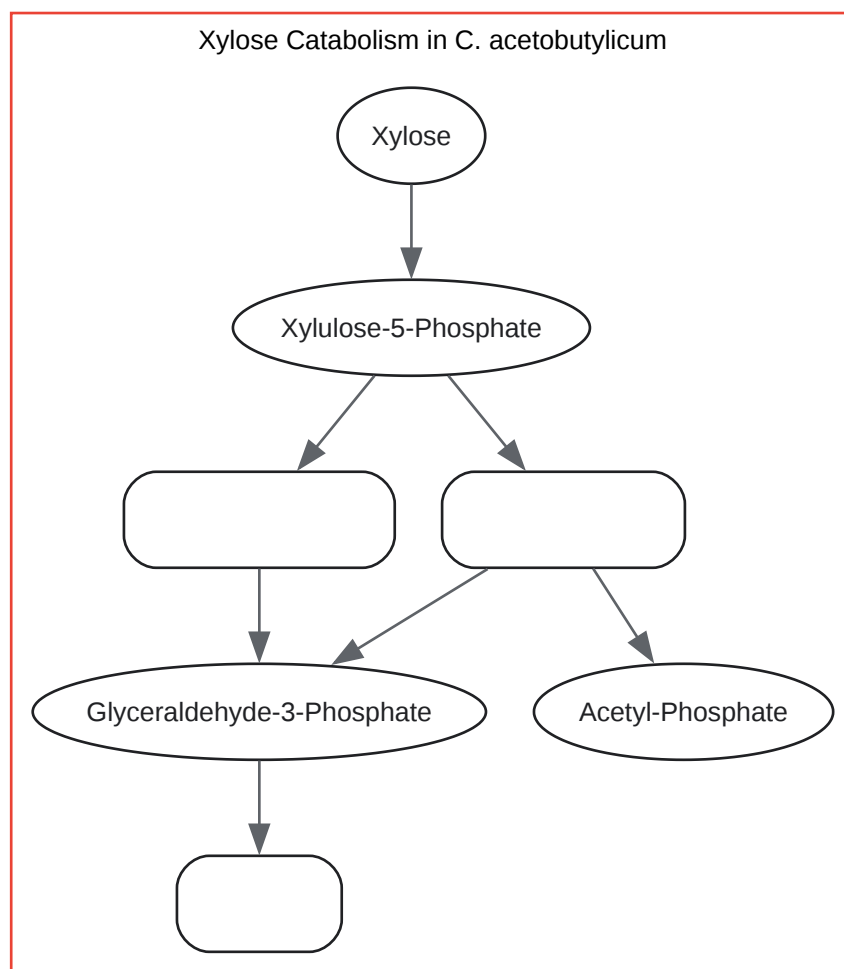 Xylose Catabolism in C. acetobutylicum
Xylose
Xylulose-5-Phosphate
Glyceraldehyde-3-Phosphate
Acetyl-Phosphate